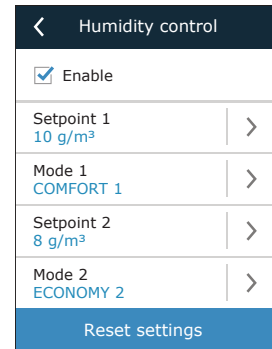 Humidity control
Enable
Setpoint 1
10 g/m³
Mode 1
COMFORT 1
Setpoint 2
8 g/m³
Mode 2
ECONOMY 2
Reset settings